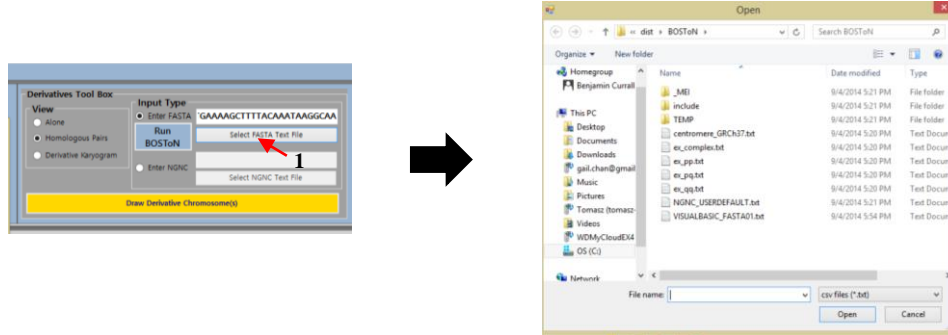 Derivatives Tool Box
View
Alone
Homologous Pairs
Derivative Karyogram
Input Type
Enter FASTA
'GAAAAGCTTTTACAAATAAGGCAA
Run
BOSToN
Select FASTA Text File
1
Enter NGNC
Select NGNC Text File
Draw Derivative Chromosome(s)
Open
« dist › BOSToN ›
Search BOSToN
Organize
New folder
Homegroup
Benjamin Currall
This PC
Desktop
Documents
Downloads
gail.chan@gmail
Music
Pictures
Tomasz (tomasz-
Videos
WDMyCloudEX4
OS (C:)
Network
Name Date modified Type
_MEI 9/4/2014 5:21 PM File folder
include 9/4/2014 5:21 PM File folder
TEMP 9/4/2014 5:21 PM File folder
centromere_GRCh37.txt 9/4/2014 5:20 PM Text Docur
ex_complex.txt 9/4/2014 5:20 PM Text Docur
ex_pp.txt 9/4/2014 5:20 PM Text Docur
ex_pq.txt 9/4/2014 5:20 PM Text Docur
ex_qq.txt 9/4/2014 5:20 PM Text Docur
NGNC_USERDEFAULT.txt 9/4/2014 5:21 PM Text Docur
VISUALBASIC_FASTA01.txt 9/4/2014 5:54 PM Text Docur
File name:
csv files (*.txt)
Open
Cancel